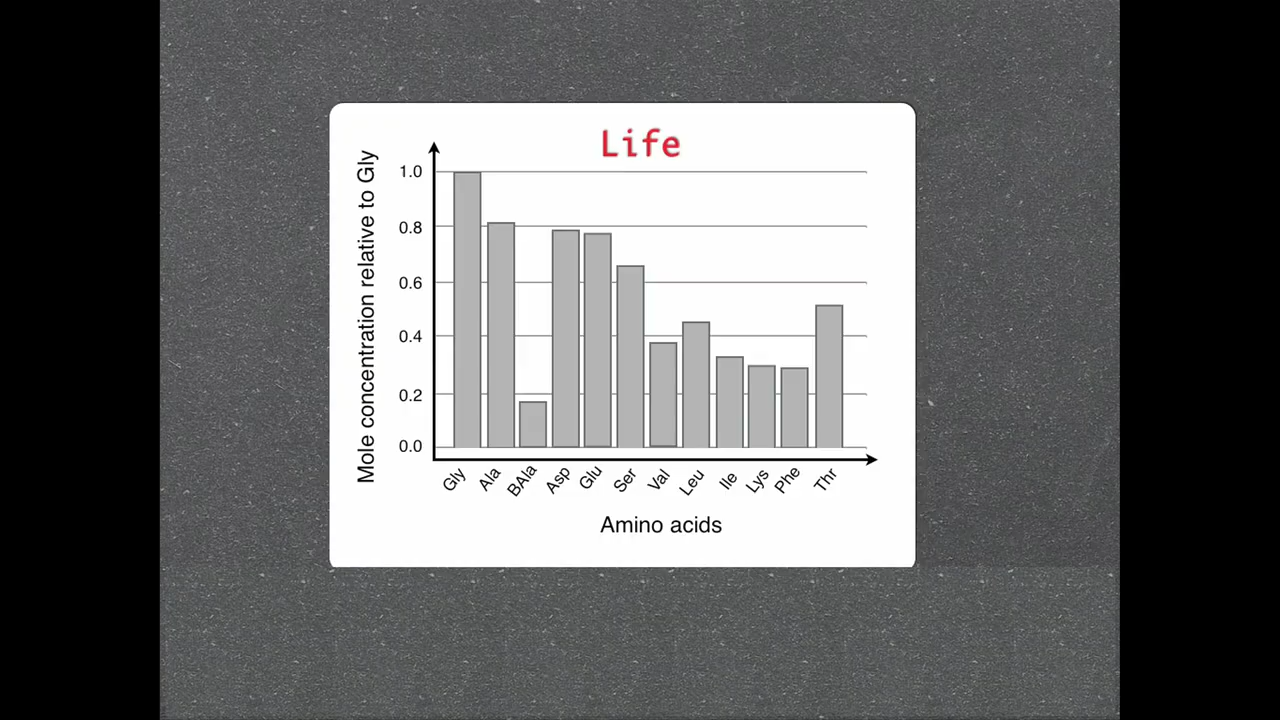 Life
Mole concentration relative to Gly
1.0
0.8
0.6
0.4
0.2
0.0
Gly Ala BAla Asp Glu Ser Val Leu Ile Lys Phe Thr
Amino acids